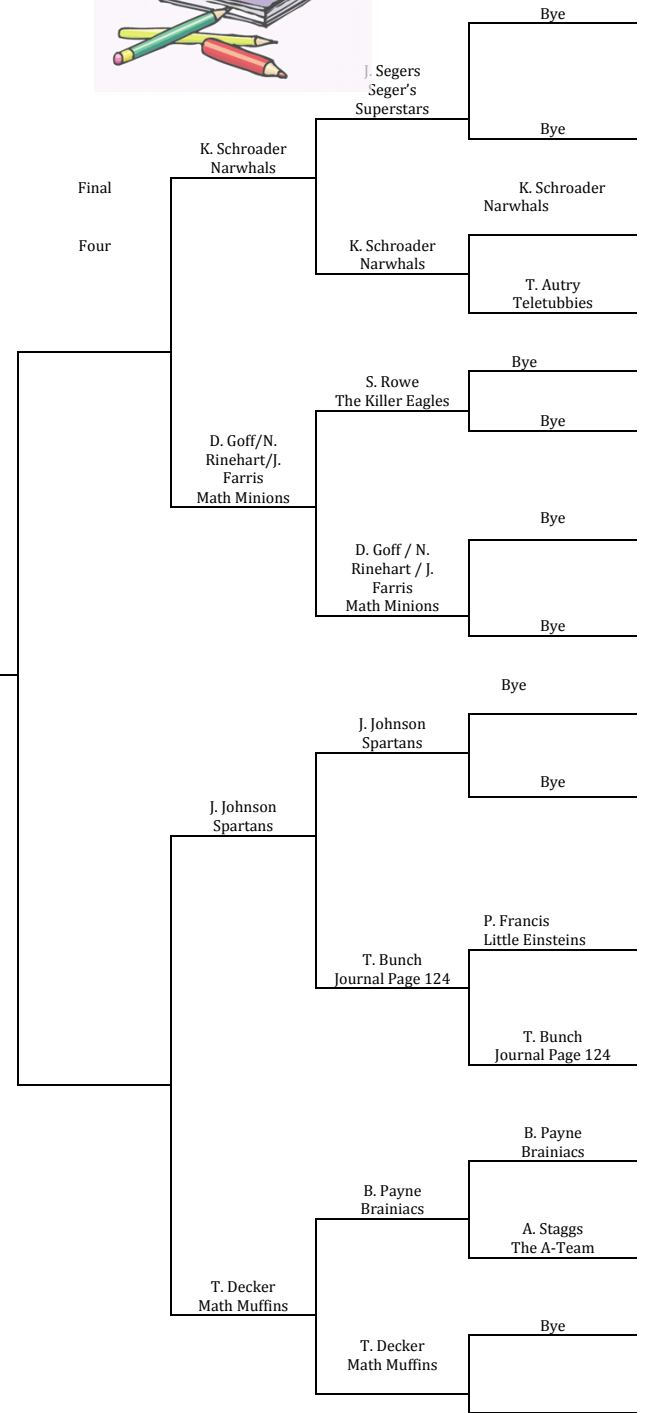 Bye
J. Segers
Seger's
Superstars
Bye
K. Schroader
Narwhals
Final
K. Schroader
Narwhals
Four
K. Schroader
Narwhals
T. Autry
Teletubbies
Bye
S. Rowe
The Killer Eagles
Bye
D. Goff/N.
Rinehart/J.
Farris
Math Minions
Bye
D. Goff / N.
Rinehart / J.
Farris
Math Minions
Bye
Bye
J. Johnson
Spartans
Bye
J. Johnson
Spartans
P. Francis
Little Einsteins
T. Bunch
Journal Page 124
T. Bunch
Journal Page 124
B. Payne
Brainiacs
B. Payne
Brainiacs
A. Staggs
The A-Team
T. Decker
Math Muffins
Bye
T. Decker
Math Muffins